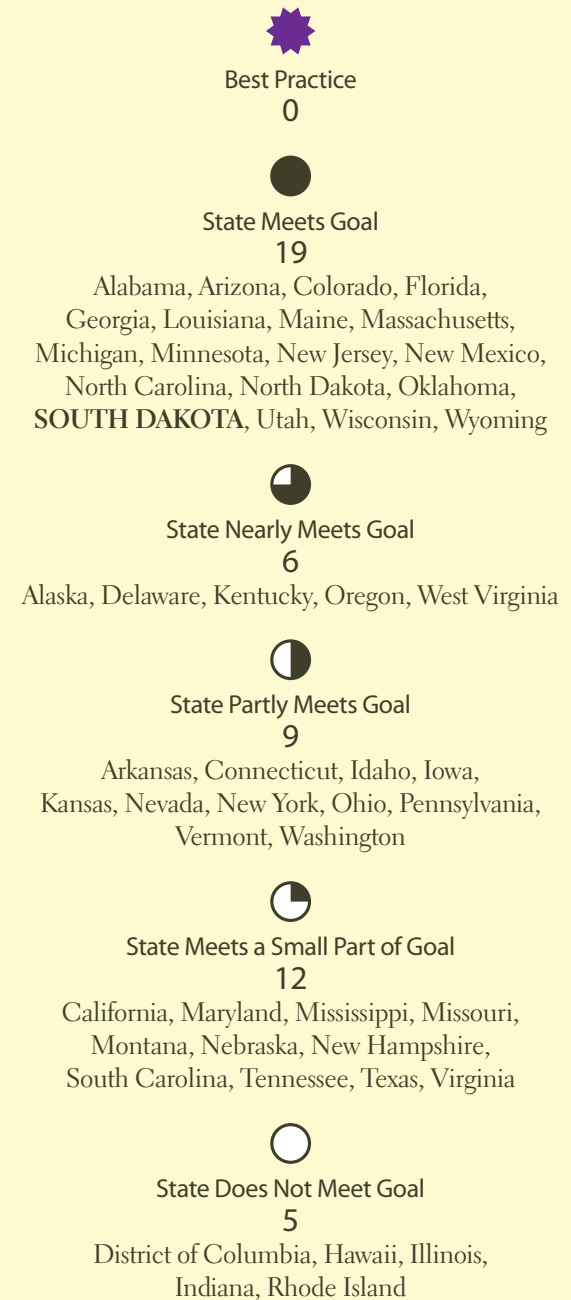 Best Practice
0
State Meets Goal
19
Alabama, Arizona, Colorado, Florida,
Georgia, Louisiana, Maine, Massachusetts,
Michigan, Minnesota, New Jersey, New Mexico,
North Carolina, North Dakota, Oklahoma,
SOUTH DAKOTA, Utah, Wisconsin, Wyoming
State Nearly Meets Goal
6
Alaska, Delaware, Kentucky, Oregon, West Virginia
State Partly Meets Goal
9
Arkansas, Connecticut, Idaho, Iowa,
Kansas, Nevada, New York, Ohio, Pennsylvania,
Vermont, Washington
State Meets a Small Part of Goal
12
California, Maryland, Mississippi, Missouri,
Montana, Nebraska, New Hampshire,
South Carolina, Tennessee, Texas, Virginia
State Does Not Meet Goal
5
District of Columbia, Hawaii, Illinois,
Indiana, Rhode Island